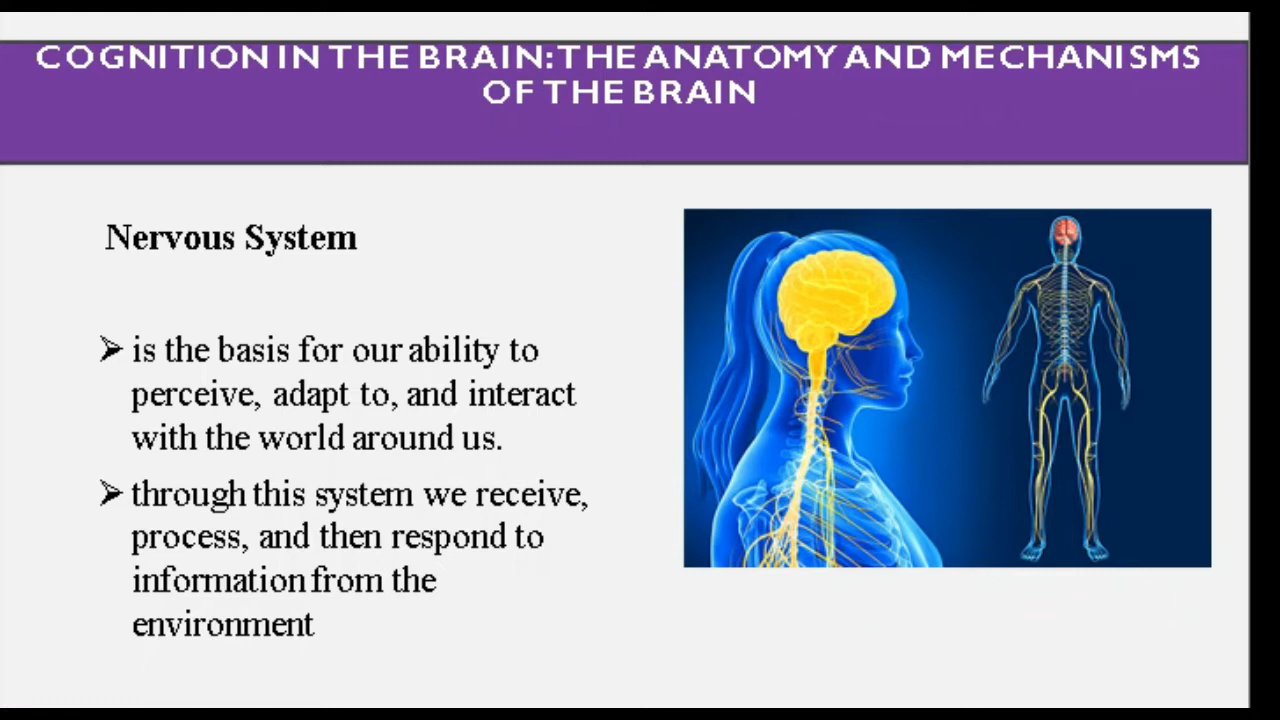 COGNITION IN THE BRAIN: THE ANATOMY AND MECHANISMS
OF THE BRAIN
Nervous System
➢ is the basis for our ability to
perceive, adapt to, and interact
with the world around us.
➢ through this system we receive,
process, and then respond to
information from the
environment